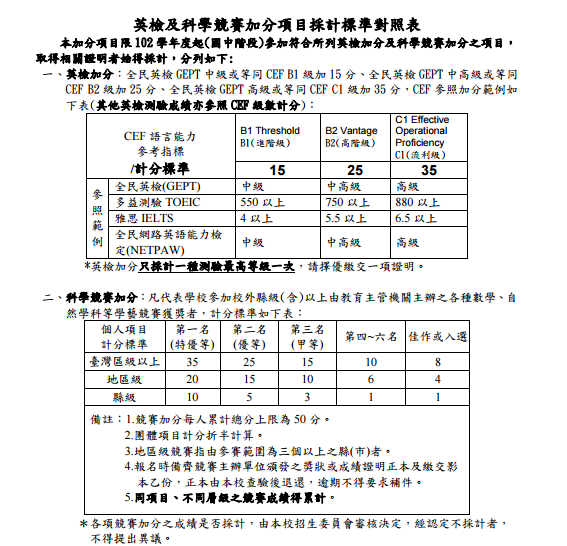 英檢及科學競賽加分項目採計標準對照表
本加分項目限 102 學年度起(國中階段)參加符合所列英檢加分及科學競賽加分之項目，
取得相關證明者始得採計，分列如下:
一、英檢加分：全民英檢 GEPT 中級或等同 CEF B1 級加 15 分、全民英檢 GEPT 中高級或等同
CEF B2 級加 25 分、全民英檢 GEPT 高級或等同 CEF C1 級加 35 分，CEF 參照加分範例如
下表(其他英檢測驗成績亦參照 CEF 級數計分)：
CEF 語言能力
參考指標
/計分標準
B1 Threshold
B1(進階級)
B2 Vantage
B2(高階級)
C1 Effective
Operational
Proficiency
C1(流利級)
15 25 35
參照範例
全民英檢(GEPT) 中級 中高級 高級
多益測驗 TOEIC 550 以上 750 以上 880 以上
雅思 IELTS 4 以上 5.5 以上 6.5 以上
全民網路英語能力檢
定(NETPAW) 中級 中高級 高級
*英檢加分只採計一種測驗最高等級一次，請擇優繳交一項證明。
二、科學競賽加分：凡代表學校參加校外縣級(含)以上由教育主管機關主辦之各種數學、自
然學科等學藝競賽獲獎者，計分標準如下表：
個人項目 第一名 第二名 第三名 第四~六名 佳作或入選
計分標準 (特優等) (優等) (甲等)
臺灣區級以上 35 25 15 10 8
地區級 20 15 10 6 4
縣級 10 5 3 1 1
備註：1.競賽加分每人累計總分上限為 50 分。
2.團體項目計分折半計算。
3.地區級競賽指由參賽範圍為三個以上之縣(市)者。
4.報名時備齊競賽主辦單位頒發之獎狀或成績證明正本及繳交影
本乙份，正本由本校查驗後退還，逾期不得要求補件。
5.同項目、不同層級之競賽成績得累計。
*各項競賽加分之成績是否採計，由本校招生委員會審核決定，經認定不採計者，
不得提出異議。